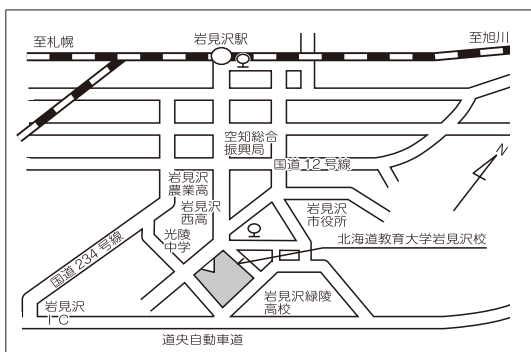 至札幌
岩見沢駅
至旭川
空知総合
振興局
国道12号線
N
岩見沢
農業高
岩見沢
西高
岩見沢
市役所
光陵
中学
北海道教育大学岩見沢校
国道234号線
岩見沢
IC
岩見沢緑陵
高校
道央自動車道